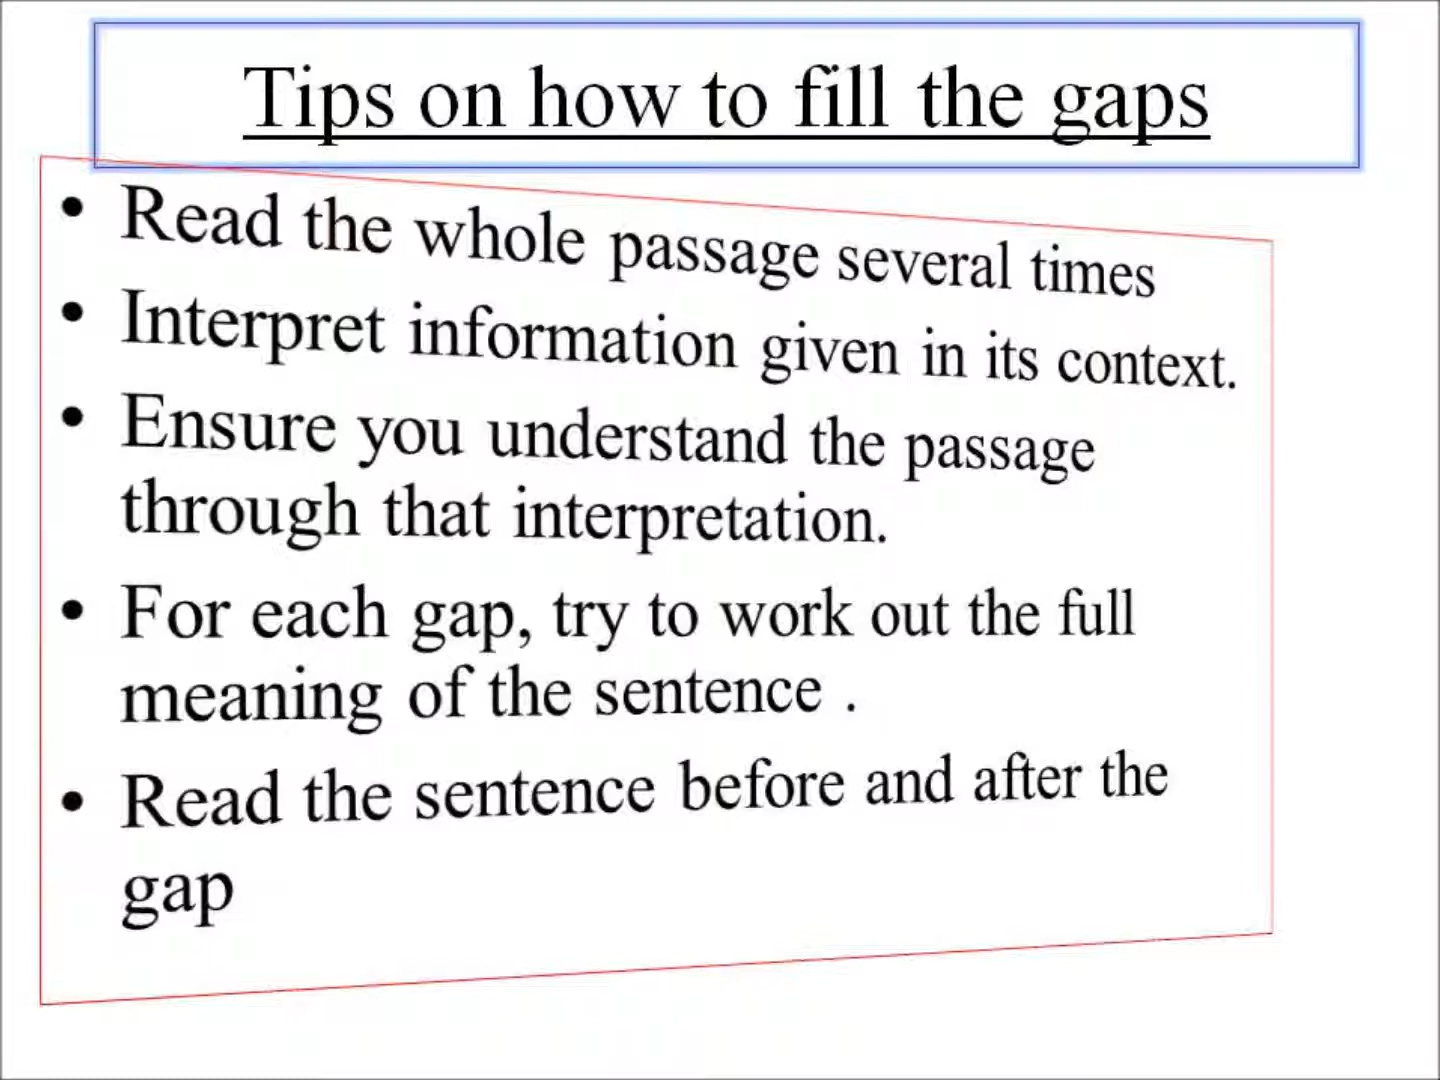 Tips on how to fill the gaps
• Read the whole passage several times
• Interpret information given in its context.
• Ensure you understand the passage
through that interpretation.
• For each gap, try to work out the full
meaning of the sentence .
• Read the sentence before and after the
gap